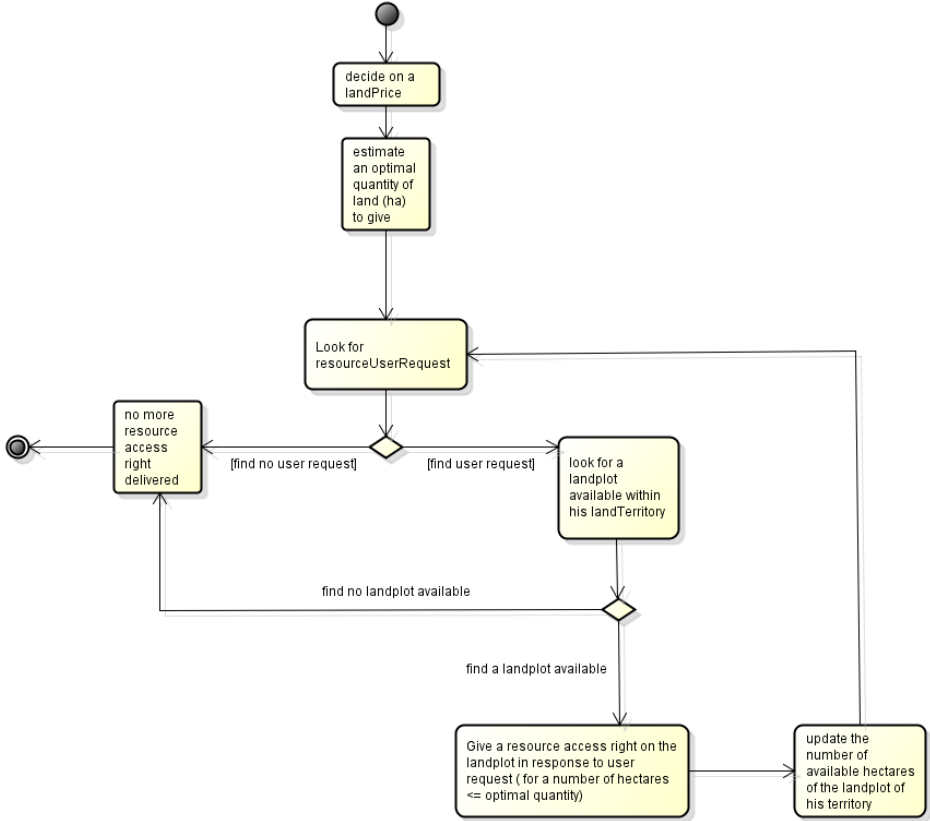 decide on a
landPrice
estimate
an optimal
quantity of
land (ha)
to give
Look for
resourceUserRequest
no more
resource
access
right
delivered
[find no user request]
[find user request]
look for a
landplot
available within
his landTerritory
find no landplot available
find a landplot available
Give a resource access right on the
landplot in response to user
request ( for a number of hectares
<= optimal quantity)
update the
number of
available hectares
of the landplot of
his territory